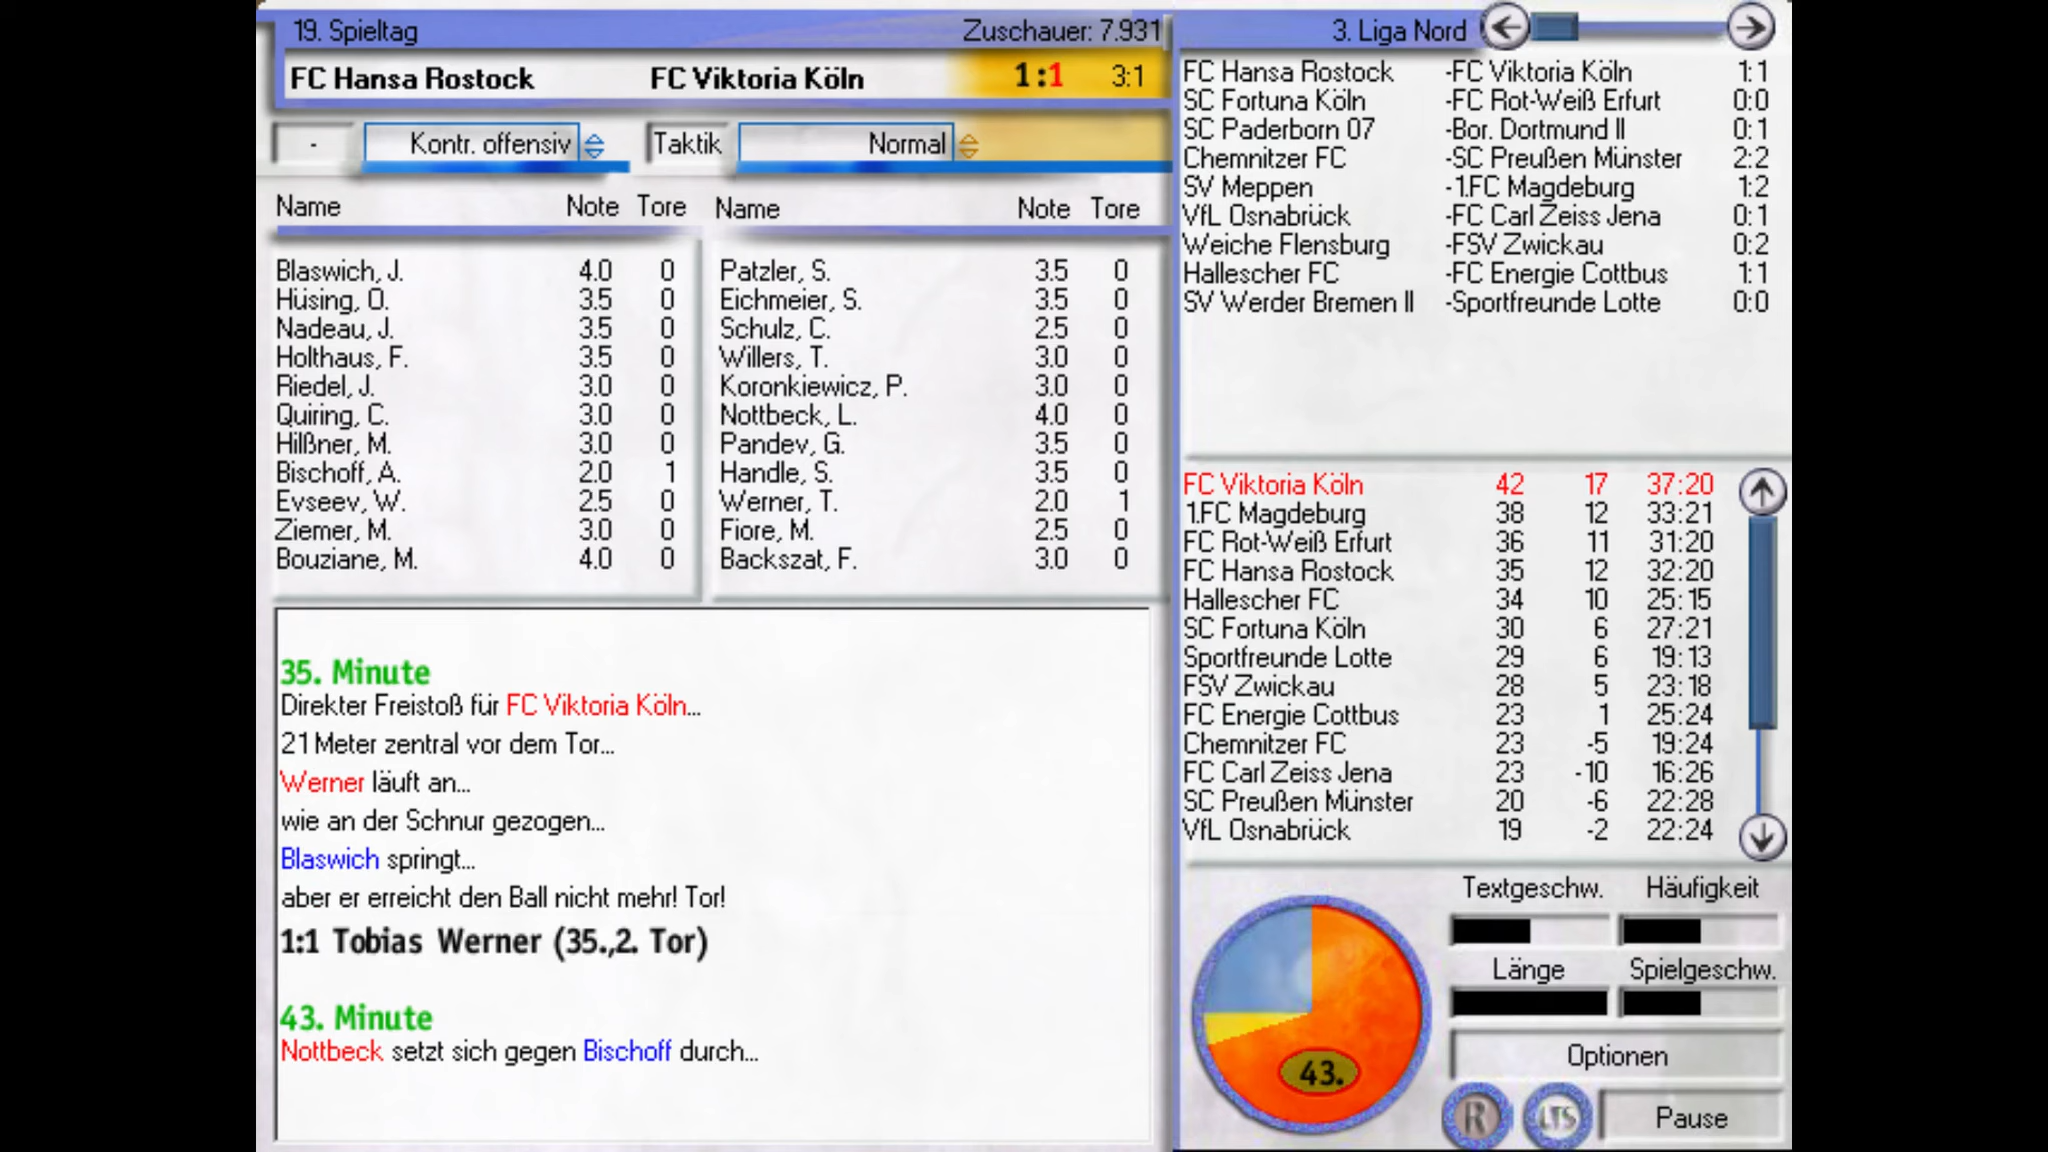 19. Spieltag Zuschauer: 7.931
FC Hansa Rostock FC Viktoria Köln 1:1 3:1
- Kontr. offensiv Taktik Normal
Name Note Tore Name Note Tore
Blaswich, J. 4.0 0 Patzler, S. 3.5 0
Hüsing, O. 3.5 0 Eichmeier, S. 3.5 0
Nadeau, J. 3.5 0 Schulz, C. 2.5 0
Holthaus, F. 3.5 0 Willers, T. 3.0 0
Riedel, J. 3.0 0 Koronkiewicz, P. 3.0 0
Quiring, C. 3.0 0 Nottbeck, L. 4.0 0
Hilßner, M. 3.0 0 Pandev, G. 3.5 0
Bischoff, A. 2.0 1 Handle, S. 3.5 0
Evseev, W. 2.5 0 Werner, T. 2.0 1
Ziemer, M. 3.0 0 Fiore, M. 2.5 0
Bouziane, M. 4.0 0 Backszat, F. 3.0 0
35. Minute
Direkter Freistoß für FC Viktoria Köln...
21 Meter zentral vor dem Tor...
Werner läuft an...
wie an der Schnur gezogen...
Blaswich springt...
aber er erreicht den Ball nicht mehr! Tor!
1:1 Tobias Werner (35.,2. Tor)
43. Minute
Nottbeck setzt sich gegen Bischoff durch...
3. Liga Nord
FC Hansa Rostock -FC Viktoria Köln 1:1
SC Fortuna Köln -FC Rot-Weiß Erfurt 0:0
SC Paderborn 07 -Bor. Dortmund II 0:1
Chemnitzer FC -SC Preußen Münster 2:2
SV Meppen -1.FC Magdeburg 1:2
VfL Osnabrück -FC Carl Zeiss Jena 0:1
Weiche Flensburg -FSV Zwickau 0:2
Hallescher FC -FC Energie Cottbus 1:1
SV Werder Bremen II -Sportfreunde Lotte 0:0
FC Viktoria Köln 42 17 37:20
1.FC Magdeburg 38 12 33:21
FC Rot-Weiß Erfurt 36 11 31:20
FC Hansa Rostock 35 12 32:20
Hallescher FC 34 10 25:15
SC Fortuna Köln 30 6 27:21
Sportfreunde Lotte 29 6 19:13
FSV Zwickau 28 5 23:18
FC Energie Cottbus 23 1 25:24
Chemnitzer FC 23 -5 19:24
FC Carl Zeiss Jena 23 -10 16:26
SC Preußen Münster 20 -6 22:28
VfL Osnabrück 19 -2 22:24
Textgeschw. Häufigkeit
Länge Spielgeschw.
43.
Optionen
R LTS Pause